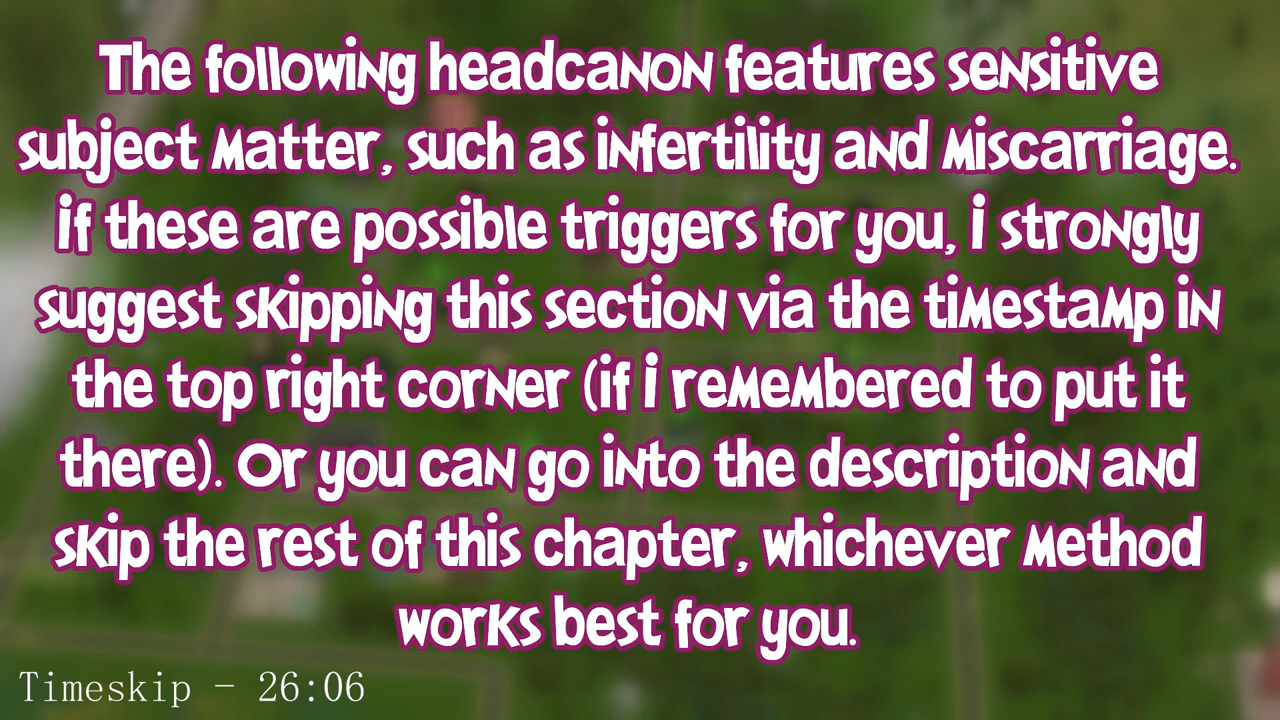 The following headcanon features sensitive
subject matter, such as infertility and miscarriage.
If these are possible triggers for you, I strongly
suggest skipping this section via the timestamp in
the top right corner (if I remembered to put it
there). Or you can go into the description and
skip the rest of this chapter, whichever method
works best for you.
Timeskip - 26:06